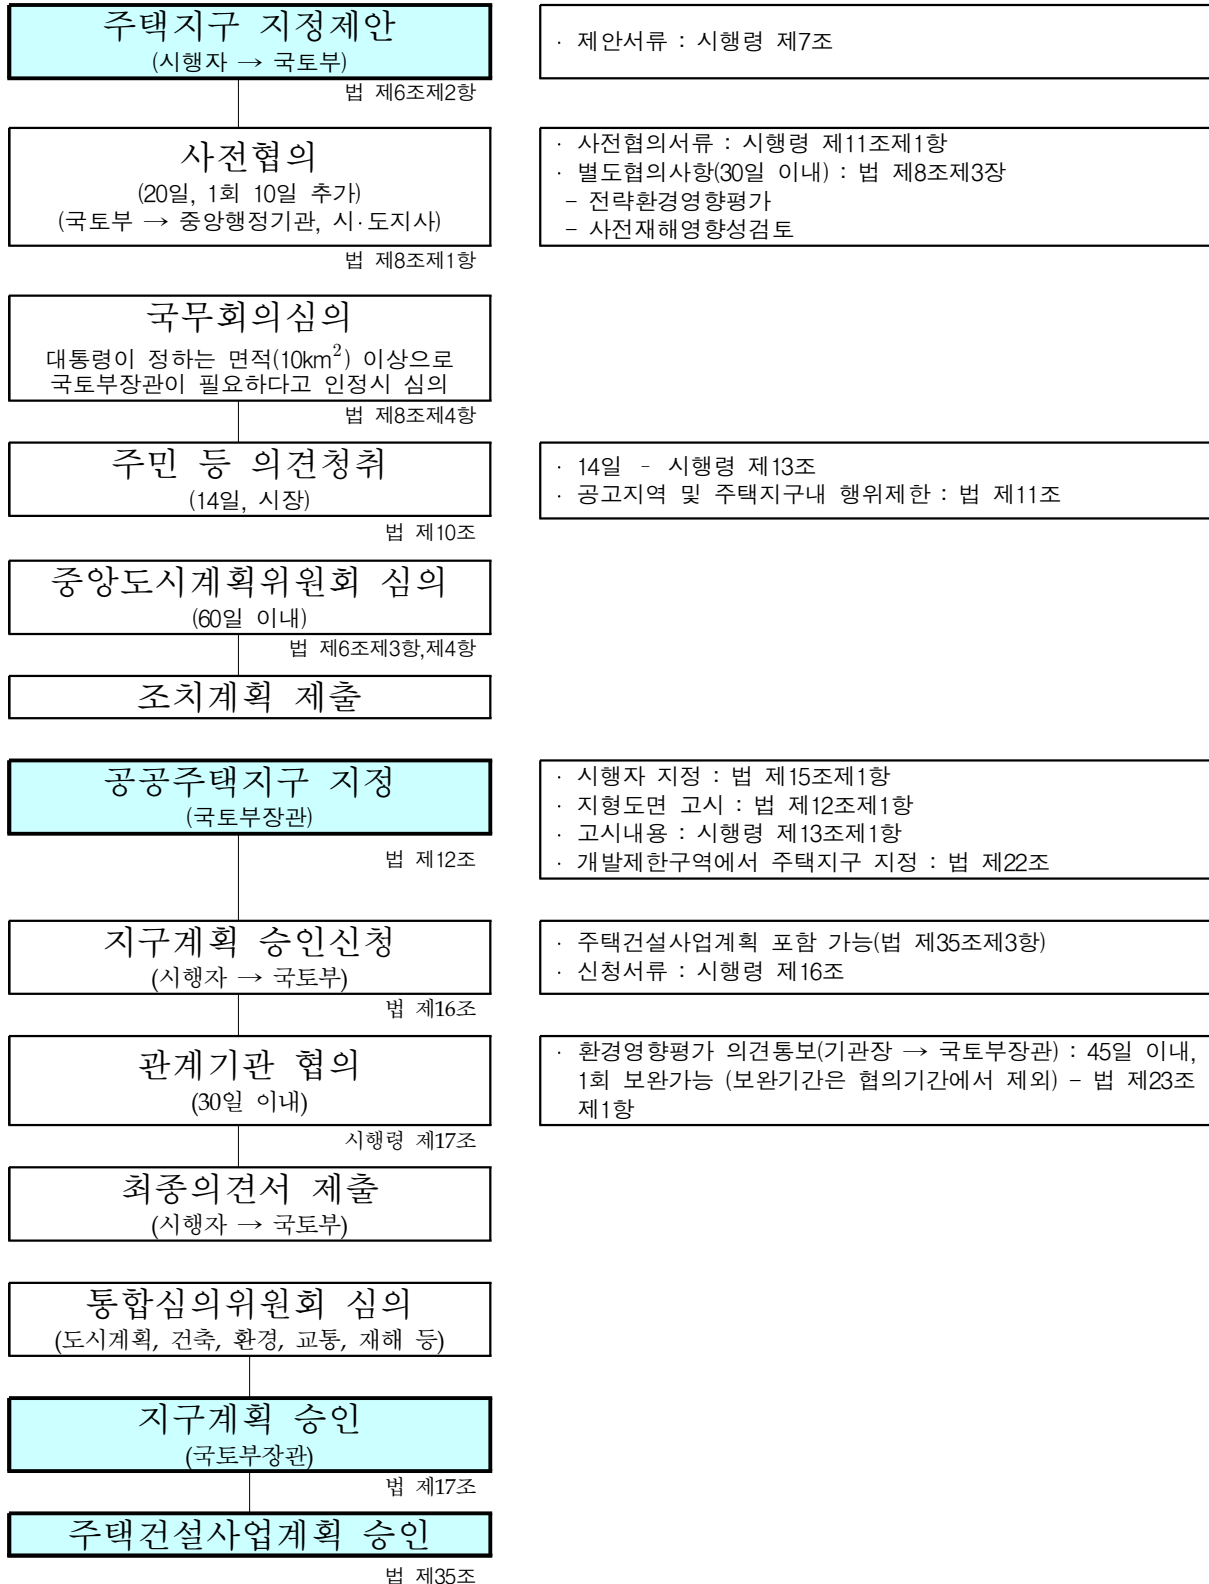 주택지구 지정제안
(시행자 → 국토부)
· 제안서류 : 시행령 제7조
법 제6조제2항
사전협의
(20일, 1회 10일 추가)
(국토부 → 중앙행정기관, 시·도지사)
· 사전협의서류 : 시행령 제11조제1항
· 별도협의사항(30일 이내) : 법 제8조제3장
- 전략환경영향평가
- 사전재해영향성검토
법 제8조제1항
국무회의심의
대통령이 정하는 면적(10km²) 이상으로
국토부장관이 필요하다고 인정시 심의
법 제8조제4항
주민 등 의견청취
(14일, 시장)
· 14일 - 시행령 제13조
· 공고지역 및 주택지구내 행위제한 : 법 제11조
법 제10조
중앙도시계획위원회 심의
(60일 이내)
법 제6조제3항,제4항
조치계획 제출
공공주택지구 지정
(국토부장관)
· 시행자 지정 : 법 제15조제1항
· 지형도면 고시 : 법 제12조제1항
· 고시내용 : 시행령 제13조제1항
· 개발제한구역에서 주택지구 지정 : 법 제22조
법 제12조
지구계획 승인신청
(시행자 → 국토부)
· 주택건설사업계획 포함 가능(법 제35조제3항)
· 신청서류 : 시행령 제16조
법 제16조
관계기관 협의
(30일 이내)
· 환경영향평가 의견통보(기관장 → 국토부장관) : 45일 이내,
1회 보완가능 (보완기간은 협의기간에서 제외) - 법 제23조
제1항
시행령 제17조
최종의견서 제출
(시행자 → 국토부)
통합심의위원회 심의
(도시계획, 건축, 환경, 교통, 재해 등)
지구계획 승인
(국토부장관)
법 제17조
주택건설사업계획 승인
법 제35조